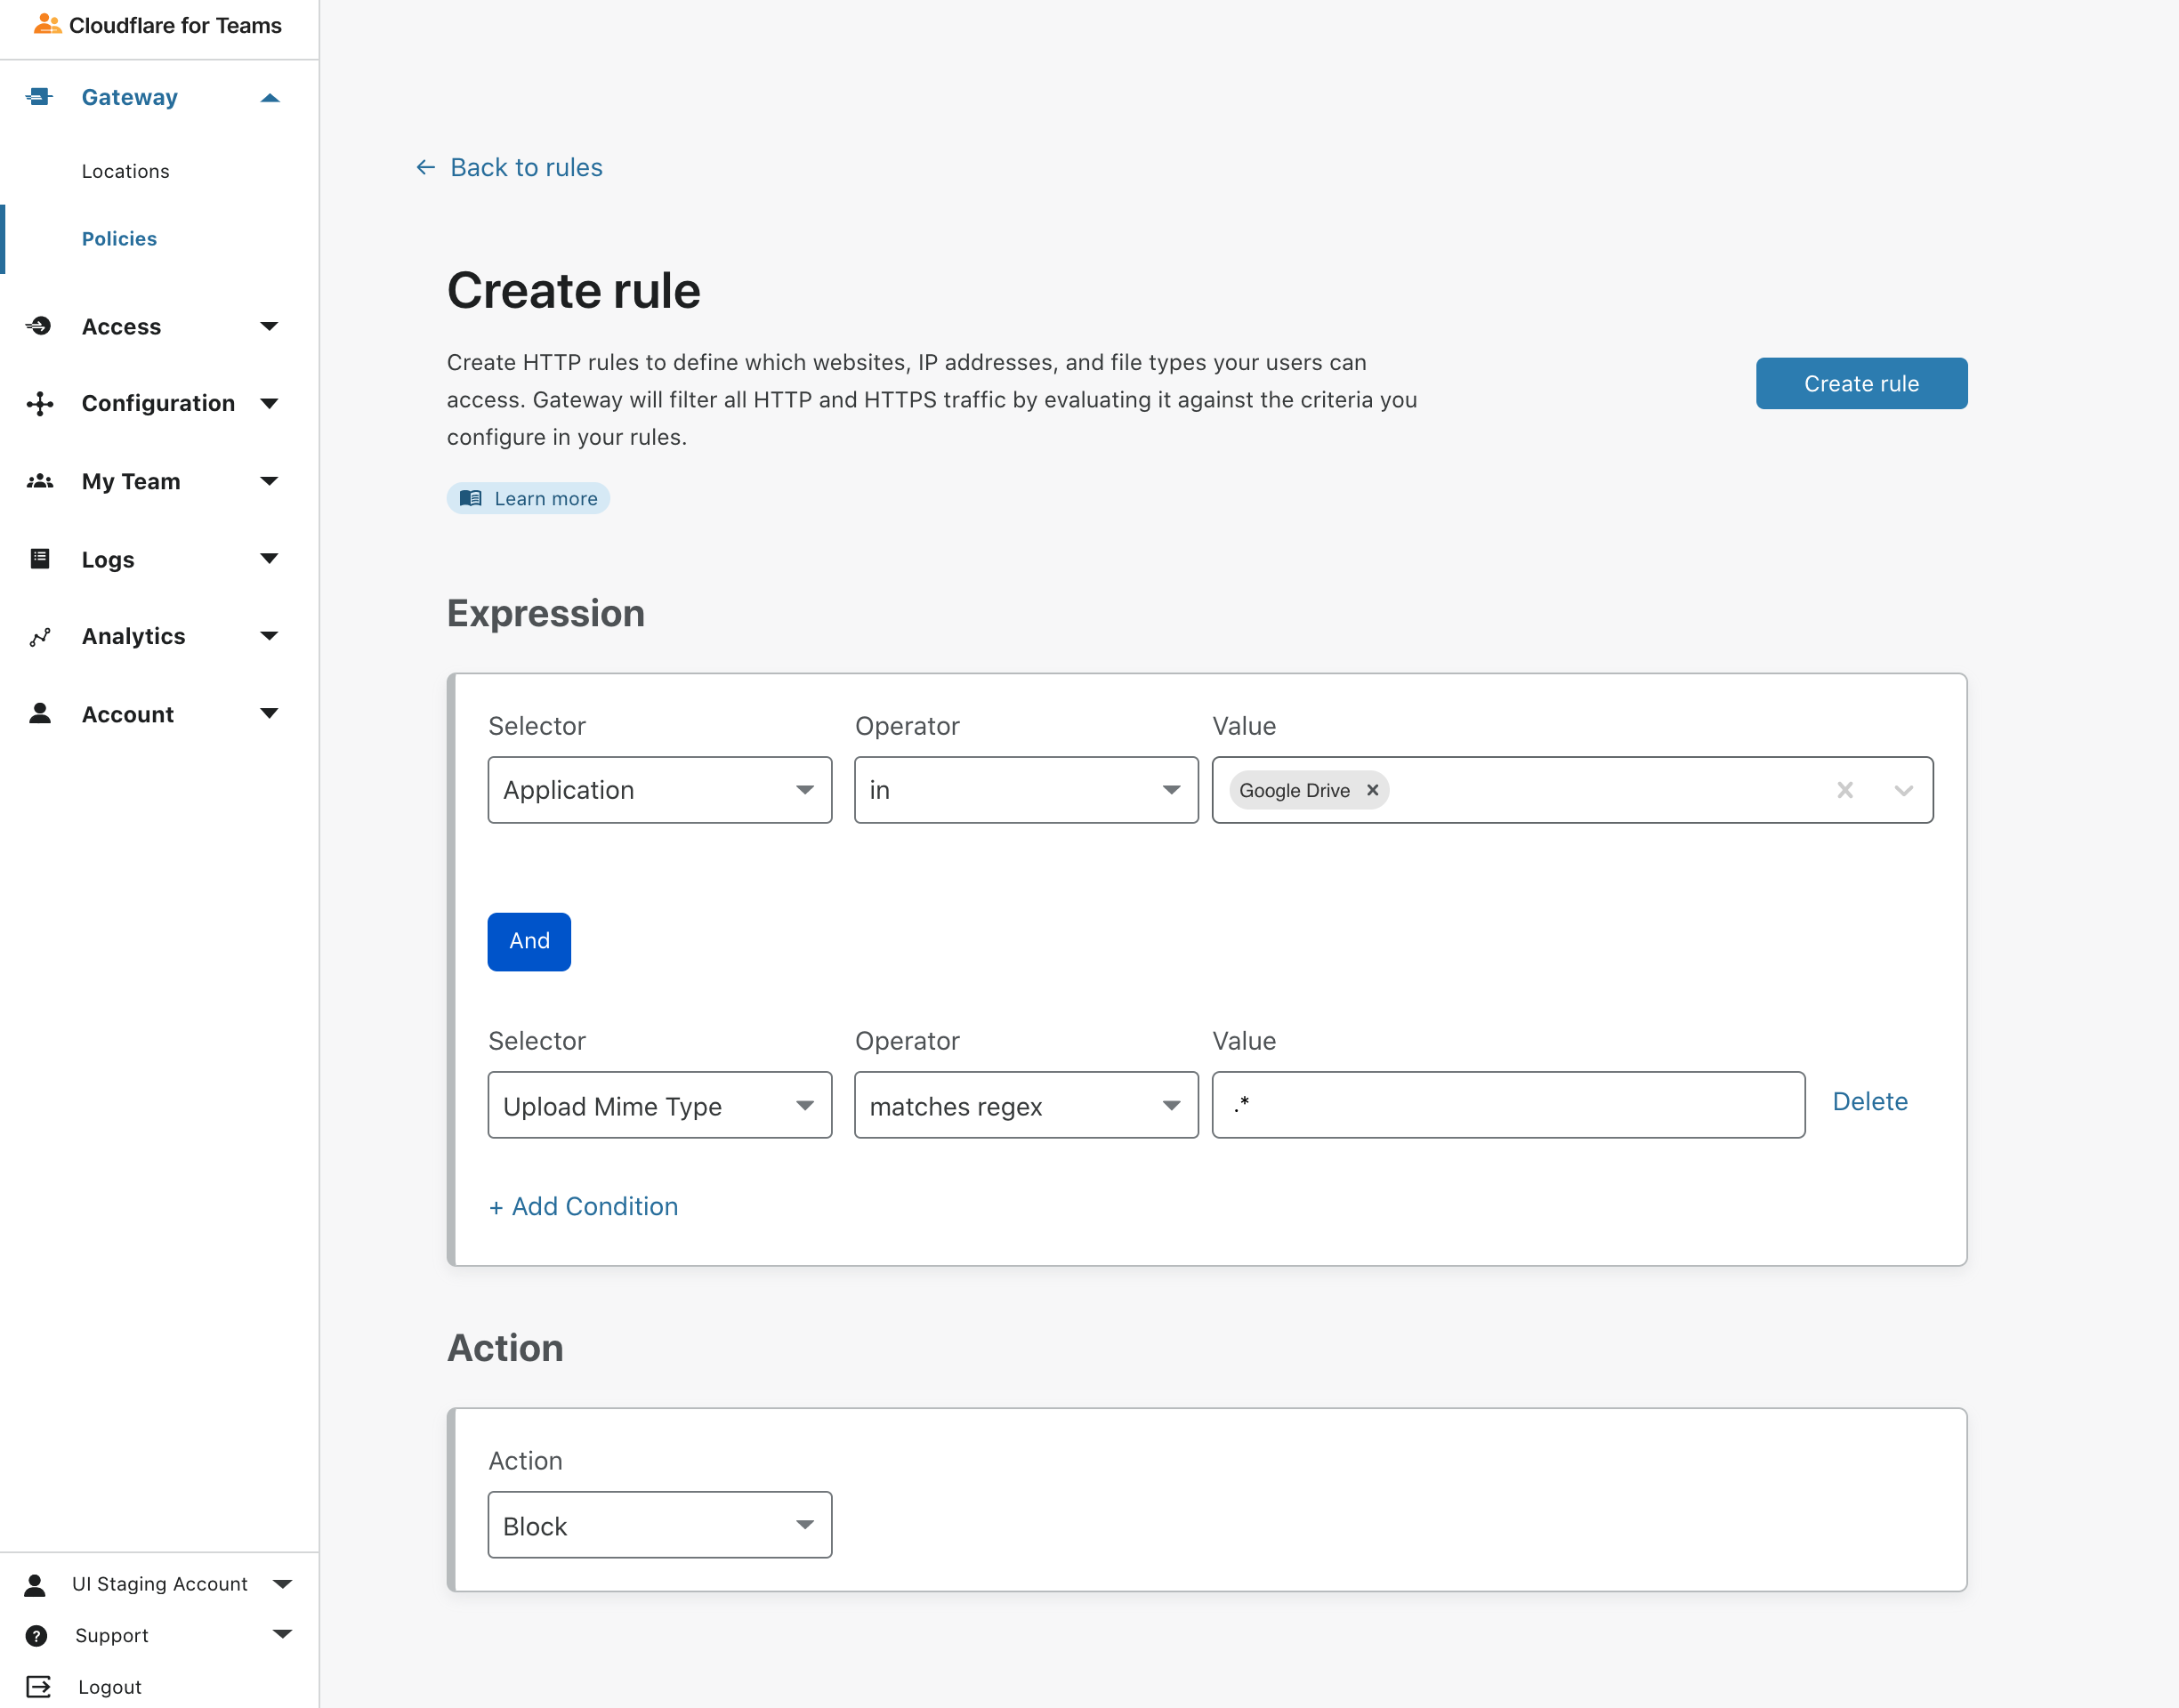 Cloudflare for Teams
Gateway
Locations
Policies
Access
Configuration
My Team
Logs
Analytics
Account
UI Staging Account
Support
Logout
Back to rules
Create rule
Create HTTP rules to define which websites, IP addresses, and file types your users can
access. Gateway will filter all HTTP and HTTPS traffic by evaluating it against the criteria you
configure in your rules.
Create rule
Learn more
Expression
Selector Operator Value
Application in Google Drive
And
Selector Operator Value
Upload Mime Type matches regex .* Delete
+ Add Condition
Action
Action
Block